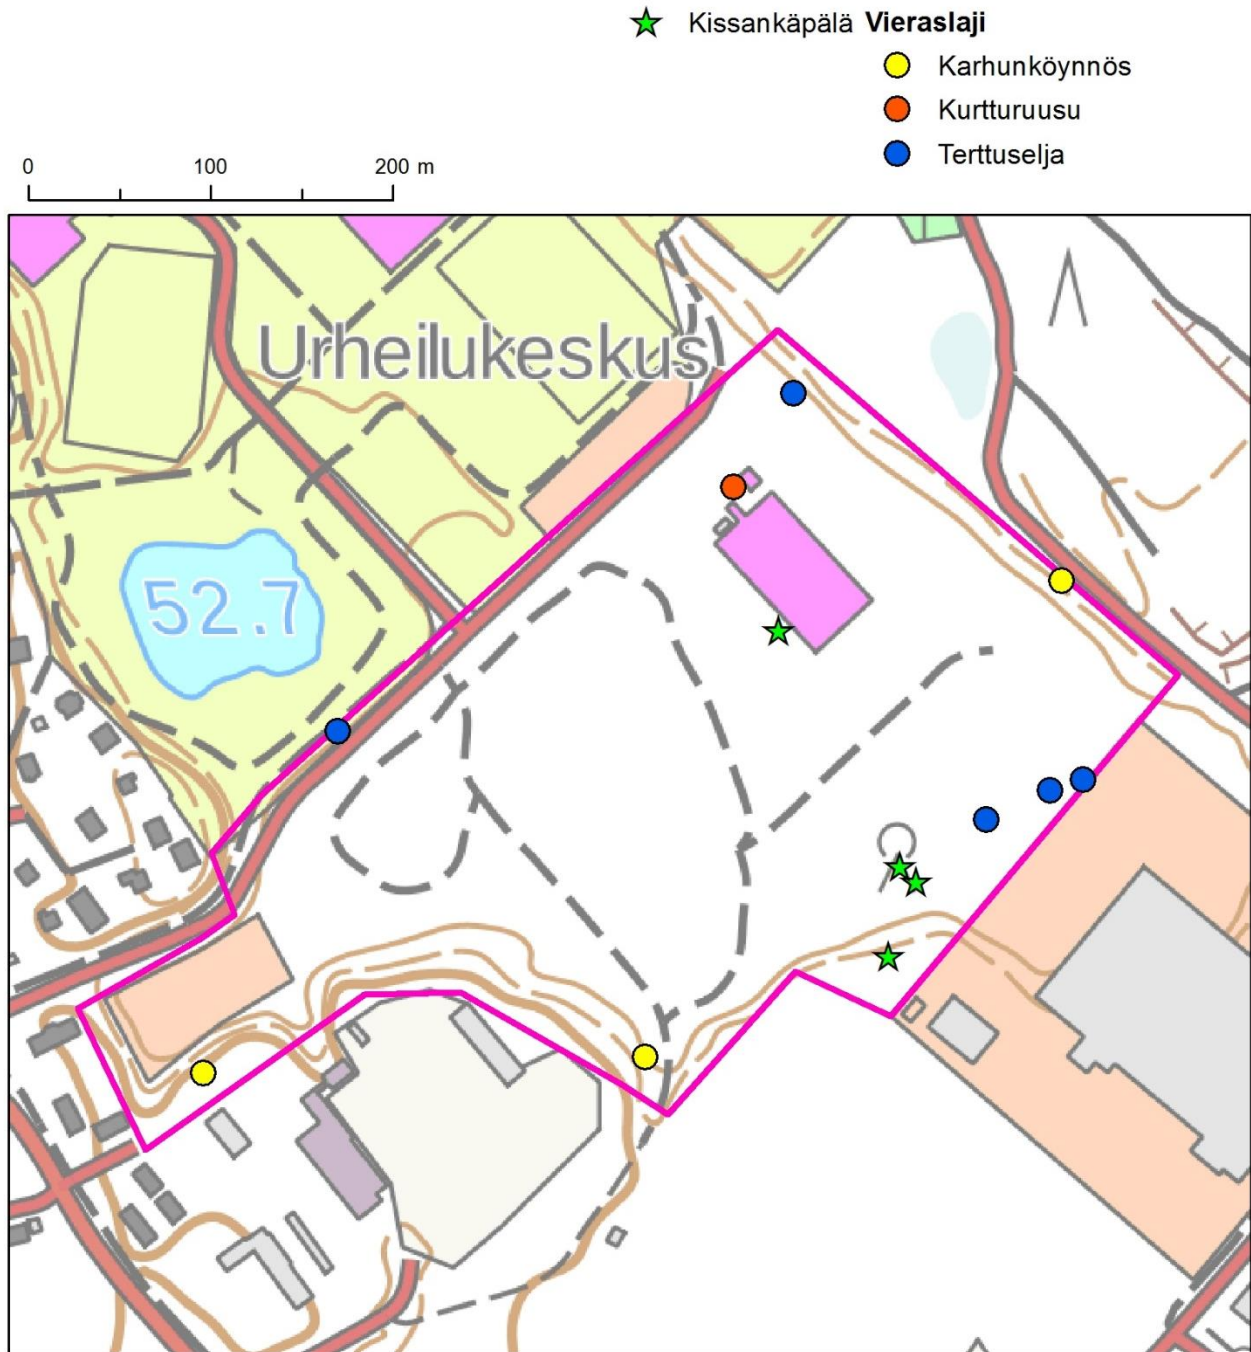 Kissankäpälä Vieraslaji
Karhunköynnös
Kurtturuusu
Terttuselja
0 100 200 m
Urheilukeskus
52.7